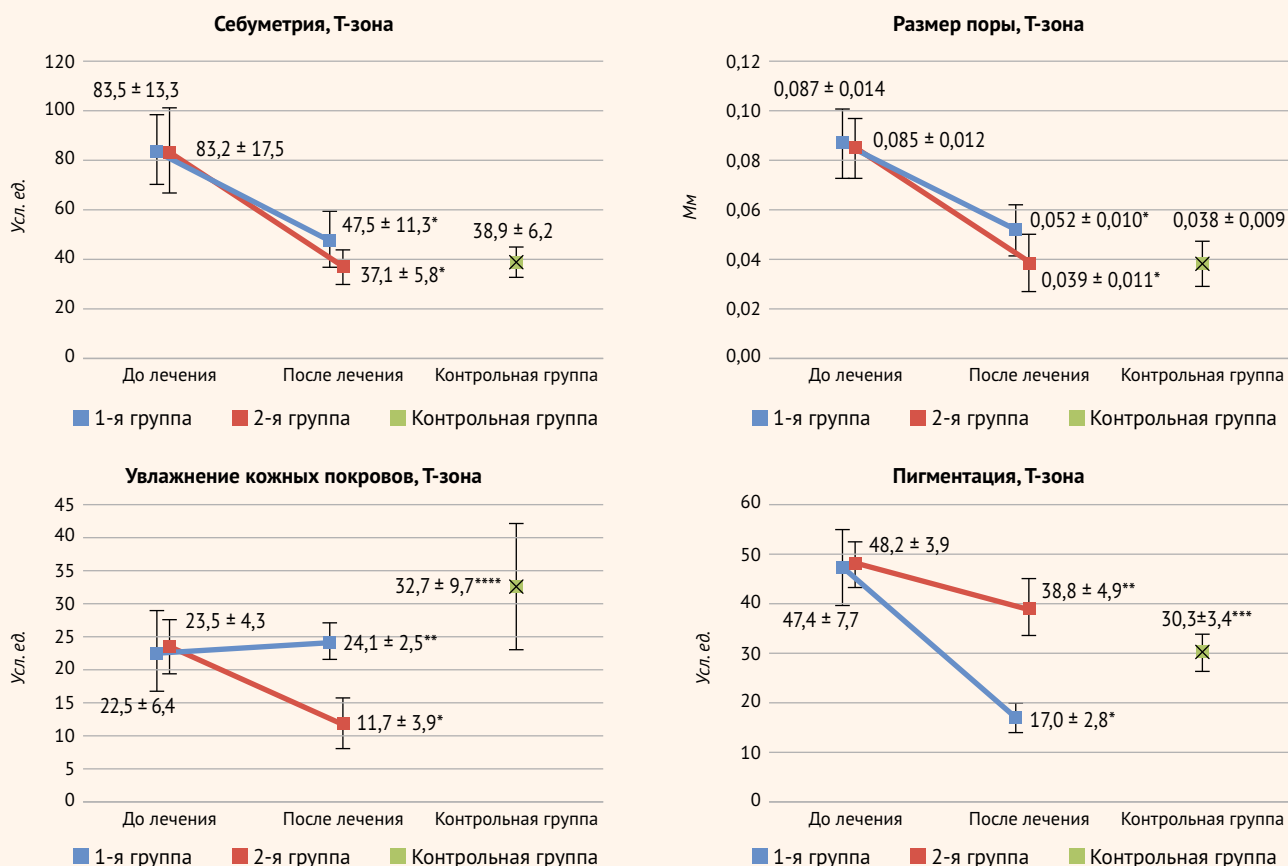 Себуметрия, Т-зона
Усл. ед.
120
100
80
60
40
20
0
83,5 ± 13,3
83,2 ± 17,5
47,5 ± 11,3*
37,1 ± 5,8*
38,9 ± 6,2
До лечения После лечения Контрольная группа
1-я группа 2-я группа Контрольная группа
Размер поры, Т-зона
Мм
0,12
0,10
0,08
0,06
0,04
0,02
0,00
0,087 ± 0,014
0,085 ± 0,012
0,052 ± 0,010*
0,039 ± 0,011*
0,038 ± 0,009
До лечения После лечения Контрольная группа
1-я группа 2-я группа Контрольная группа
Увлажнение кожных покровов, Т-зона
Усл. ед.
45
40
35
30
25
20
15
10
5
0
23,5 ± 4,3
22,5 ± 6,4
24,1 ± 2,5**
11,7 ± 3,9*
32,7 ± 9,7****
До лечения После лечения Контрольная группа
1-я группа 2-я группа Контрольная группа
Пигментация, Т-зона
Усл. ед.
60
50
40
30
20
10
0
48,2 ± 3,9
47,4 ± 7,7
38,8 ± 4,9**
17,0 ± 2,8*
30,3±3,4***
До лечения После лечения Контрольная группа
1-я группа 2-я группа Контрольная группа